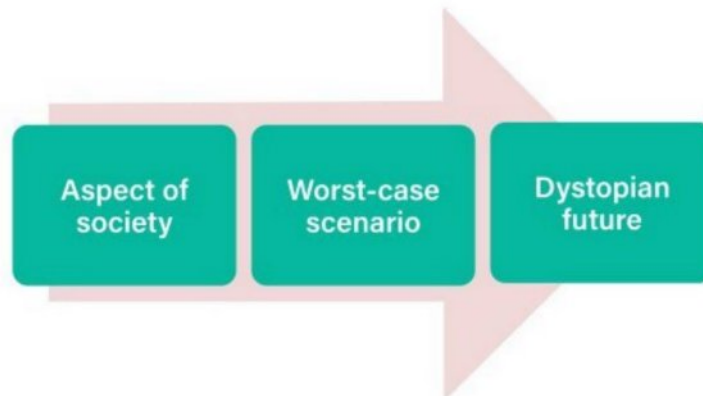 Aspect of
society
Worst-case
scenario
Dystopian
future